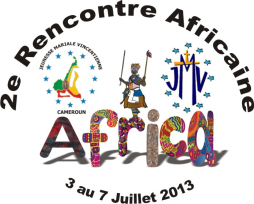 2e Rencontre Africaine
JEUNESSE MARIALE VINCENTIENNE
CAMEROUN
JMV
Africa
3 au 7 Juillet 2013